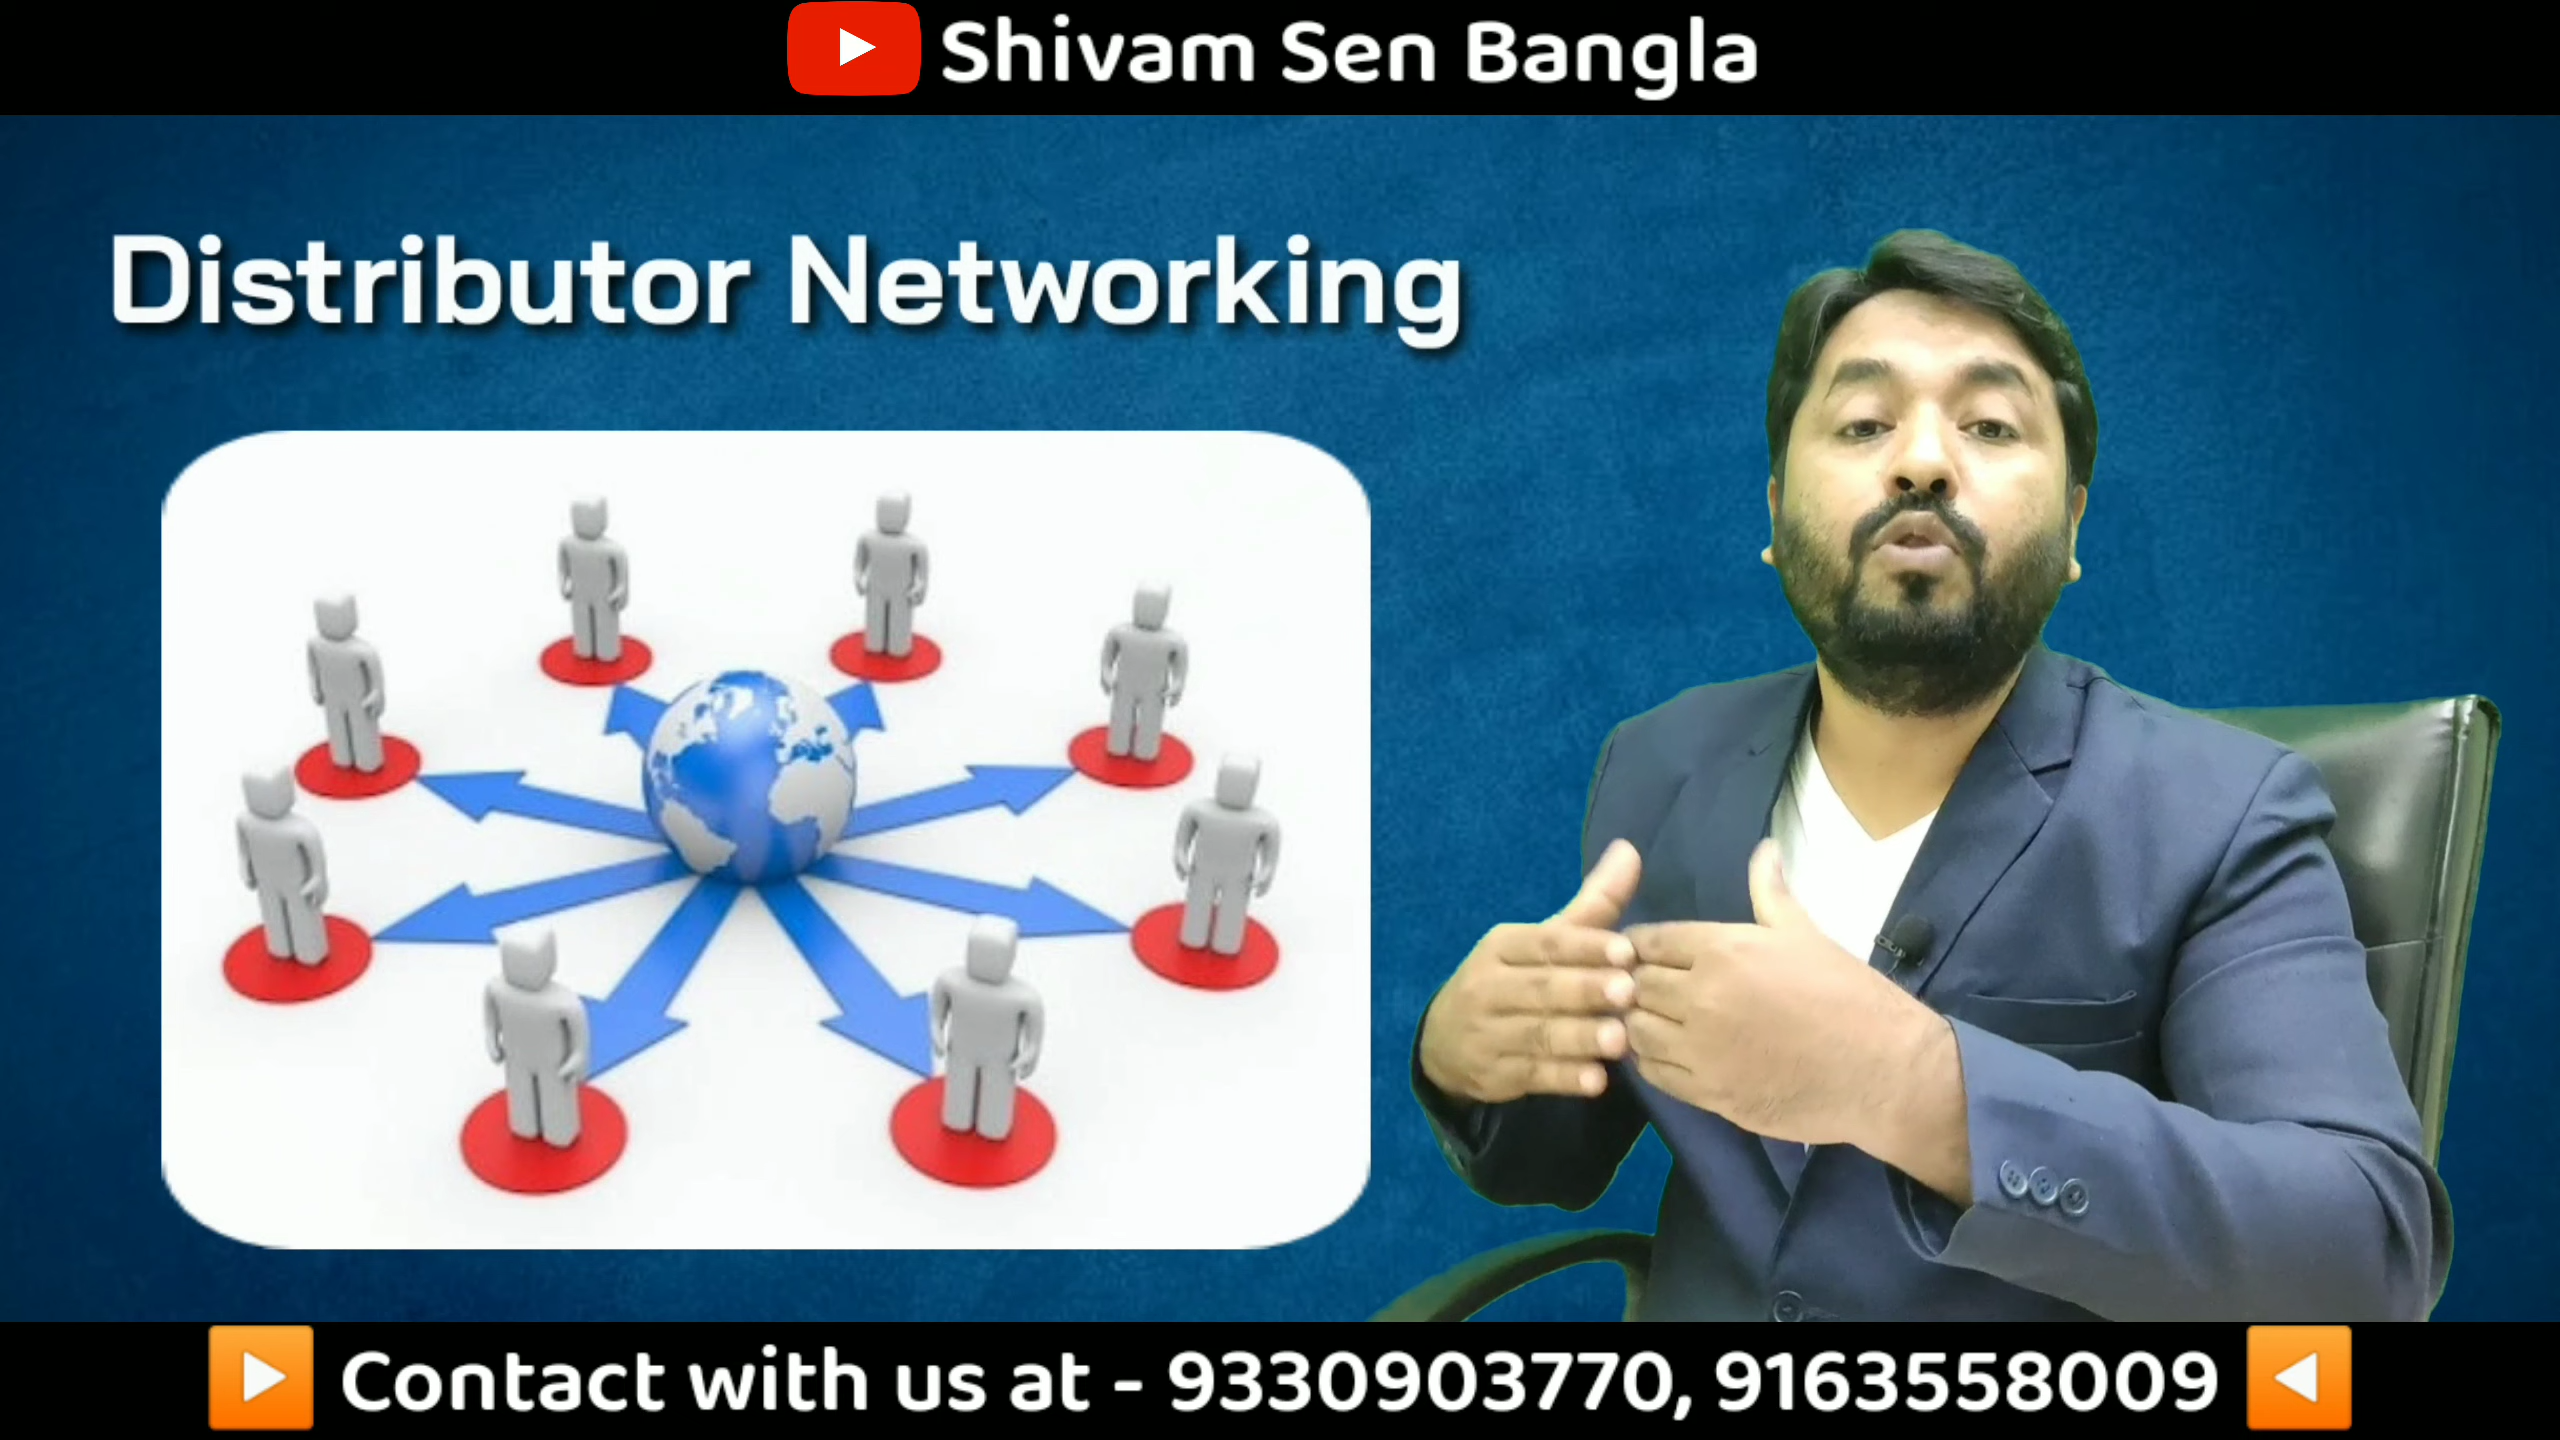 Shivam Sen Bangla
Distributor Networking
Contact with us at - 9330903770, 9163558009